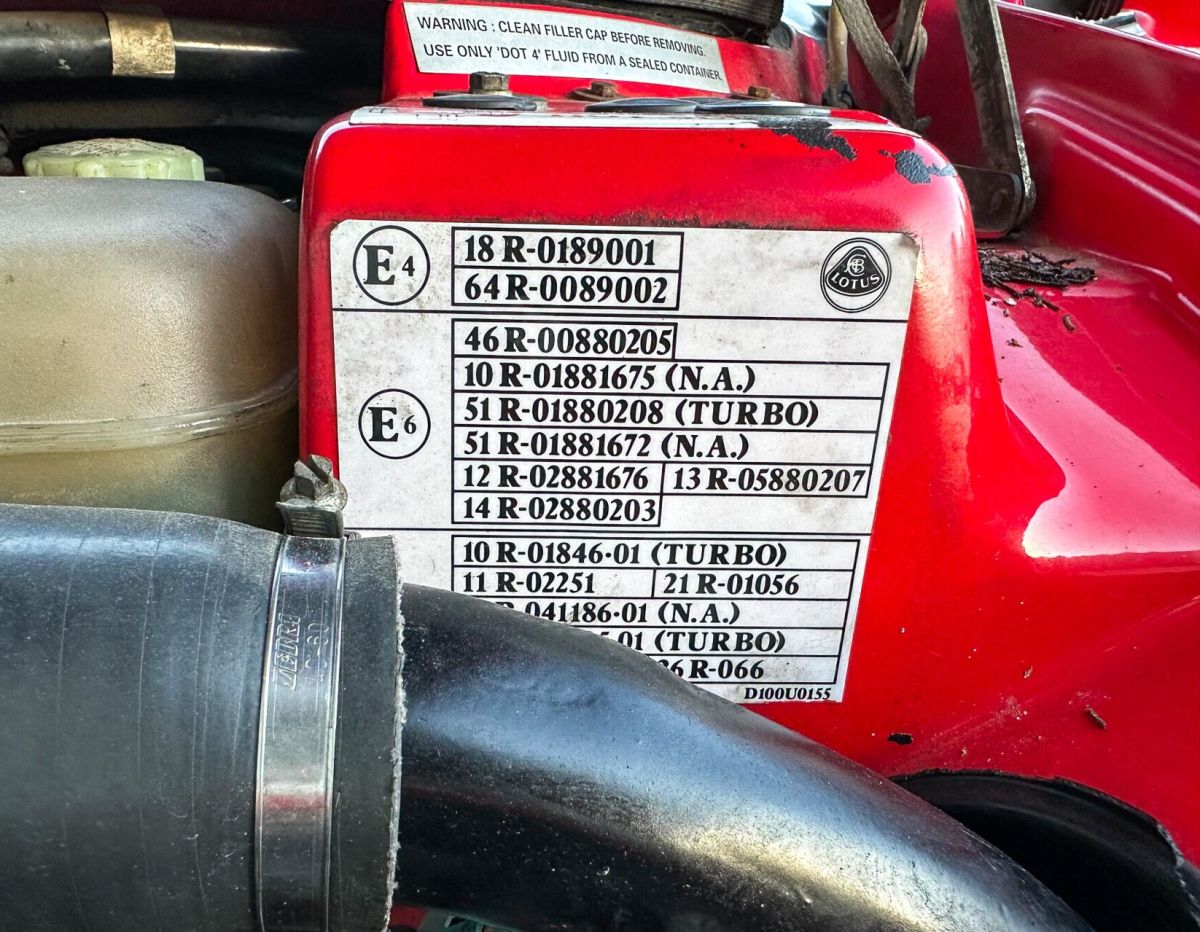 WARNING : CLEAN FILLER CAP BEFORE REMOVING.
USE ONLY 'DOT 4' FLUID FROM A SEALED CONTAINER.
E4
18 R-0189001
64 R-0089002
LOTUS
46 R-00880205
10 R-01881675 (N.A.)
E6
51 R-01880208 (TURBO)
51 R-01881672 (N.A.)
12 R-02881676 13 R-05880207
14 R-02880203
10 R-01846·01 (TURBO)
11 R-02251 21 R-01056
R-041186·01 (N.A.)
01 (TURBO)
26 R-066
D100U0155